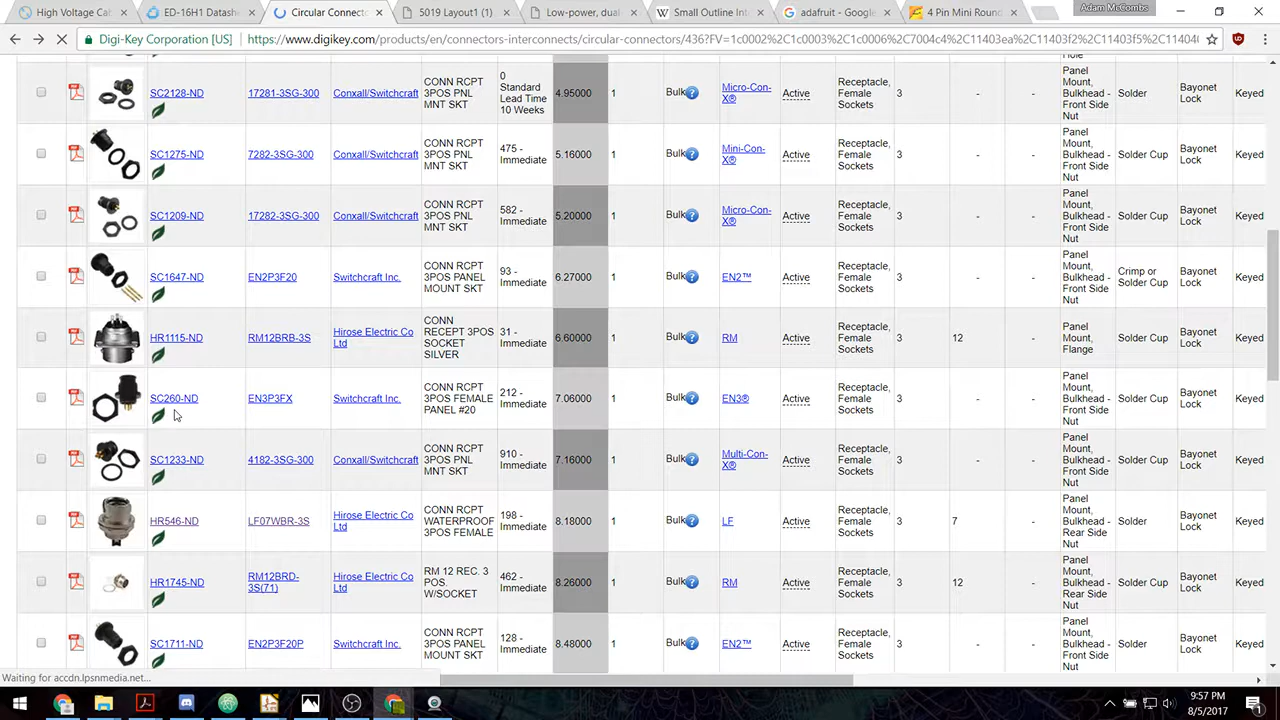 High Voltage Cab
ED-16H1 Datashe
Circular Connecto
5019 Layout1 (1)
Low-power, dua
Small Outline Int
adafruit - Google
4 Pin Mini Round
Adam McCombs
Digi-Key Corporation [US]
https://www.digikey.com/products/en/connectors-interconnects/circular-connectors/436?FV=1c0002%2C1c0003%2C1c0006%2C7004c4%2C11403ea%2C11403f2%2C11403f5%2C11404
Hole
SC2128-ND 17281-3SG-300 Conxall/Switchcraft CONN RCPT 3POS PNL MNT SKT 0 Standard Lead Time 10 Weeks 4.95000 1 Bulk Micro-Con-X® Active Receptacle, Female Sockets 3 - - Panel Mount, Bulkhead - Front Side Nut Solder Bayonet Lock Keyed
SC1275-ND 7282-3SG-300 Conxall/Switchcraft CONN RCPT 3POS PNL MNT SKT 475 - Immediate 5.16000 1 Bulk Mini-Con-X® Active Receptacle, Female Sockets 3 - - Panel Mount, Bulkhead - Front Side Nut Solder Cup Bayonet Lock Keyed
SC1209-ND 17282-3SG-300 Conxall/Switchcraft CONN RCPT 3POS PNL MNT SKT 582 - Immediate 5.20000 1 Bulk Micro-Con-X® Active Receptacle, Female Sockets 3 - - Panel Mount, Bulkhead - Front Side Nut Solder Cup Bayonet Lock Keyed
SC1647-ND EN2P3F20 Switchcraft Inc. CONN RCPT 3POS PANEL MOUNT SKT 93 - Immediate 6.27000 1 Bulk EN2™ Active Receptacle, Female Sockets 3 - - Panel Mount, Bulkhead - Front Side Nut Crimp or Solder Cup Bayonet Lock Keyed
HR1115-ND RM12BRB-3S Hirose Electric Co Ltd CONN RECEPT 3POS SOCKET SILVER 31 - Immediate 6.60000 1 Bulk RM Active Receptacle, Female Sockets 3 12 - Panel Mount, Flange Solder Cup Bayonet Lock Keyed
SC260-ND EN3P3FX Switchcraft Inc. CONN RCPT 3POS FEMALE PANEL #20 212 - Immediate 7.06000 1 Bulk EN3® Active Receptacle, Female Sockets 3 - - Panel Mount, Bulkhead - Front Side Nut Solder Cup Bayonet Lock Keyed
SC1233-ND 4182-3SG-300 Conxall/Switchcraft CONN RCPT 3POS PNL MNT SKT 910 - Immediate 7.16000 1 Bulk Multi-Con-X® Active Receptacle, Female Sockets 3 - - Panel Mount, Bulkhead - Front Side Nut Solder Cup Bayonet Lock Keyed
HR546-ND LF07WBR-3S Hirose Electric Co Ltd CONN RCPT WATERPROOF 3POS FEMALE 198 - Immediate 8.18000 1 Bulk LF Active Receptacle, Female Sockets 3 7 - Panel Mount, Bulkhead - Rear Side Nut Solder Bayonet Lock Keyed
HR1745-ND RM12BRD-3S(71) Hirose Electric Co Ltd RM 12 REC. 3 POS. W/SOCKET 462 - Immediate 8.26000 1 Bulk RM Active Receptacle, Female Sockets 3 12 - Panel Mount, Bulkhead - Rear Side Nut Solder Cup Bayonet Lock Keyed
SC1711-ND EN2P3F20P Switchcraft Inc. CONN RCPT 3POS PANEL MOUNT SKT 128 - Immediate 8.48000 1 Bulk EN2™ Active Receptacle, Female Sockets 3 - - Panel Mount, Bulkhead - Front Side Nut Solder Cup Bayonet Lock Keyed
Waiting for accdn.lpsnmedia.net...
9:57 PM
8/5/2017